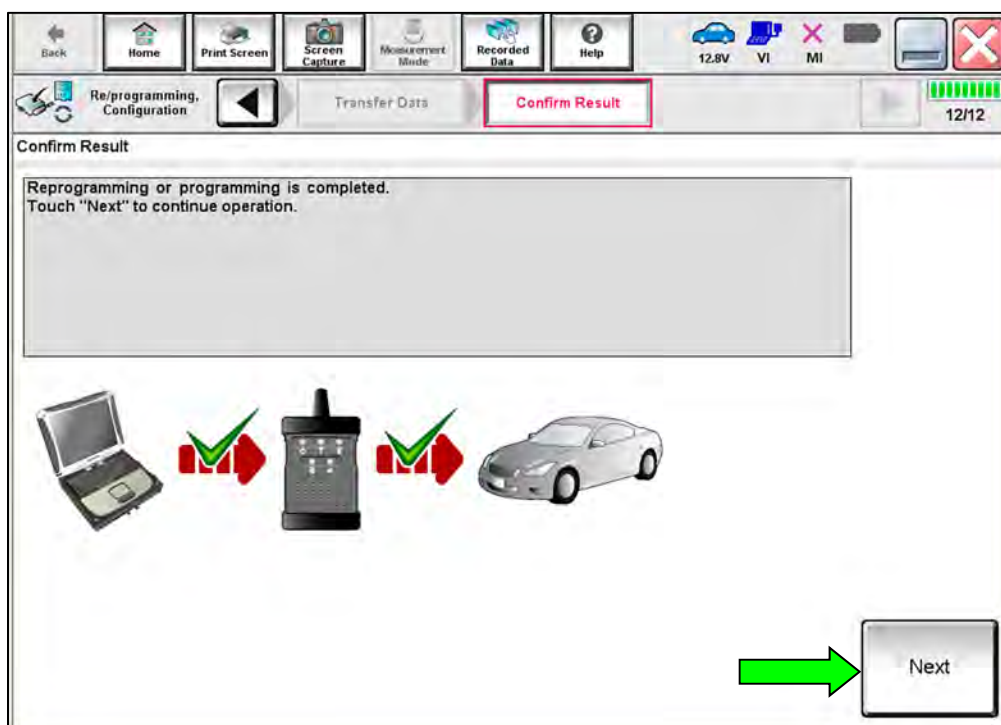 Back
Home
Print Screen
Screen
Capture
Measurement
Mode
Recorded
Data
Help
12.8V
VI
MI
Re/programming,
Configuration
Transfer Data
Confirm Result
12/12
Confirm Result
Reprogramming or programming is completed.
Touch "Next" to continue operation.
Next